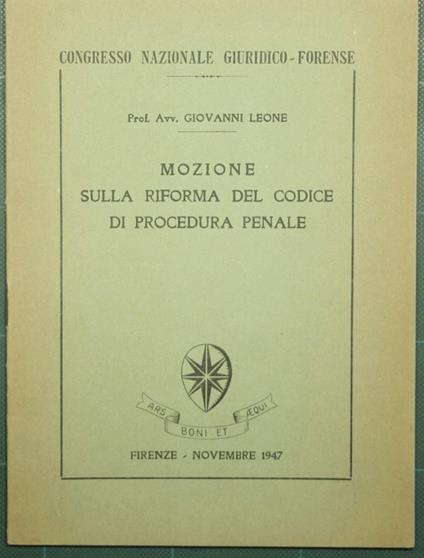 CONGRESSO NAZIONALE GIURIDICO-FORENSE
Prof. Avv. GIOVANNI LEONE
MOZIONE
SULLA RIFORMA DEL CODICE
DI PROCEDURA PENALE
ARS BONI ET ÆQUI
FIRENZE - NOVEMBRE 1947